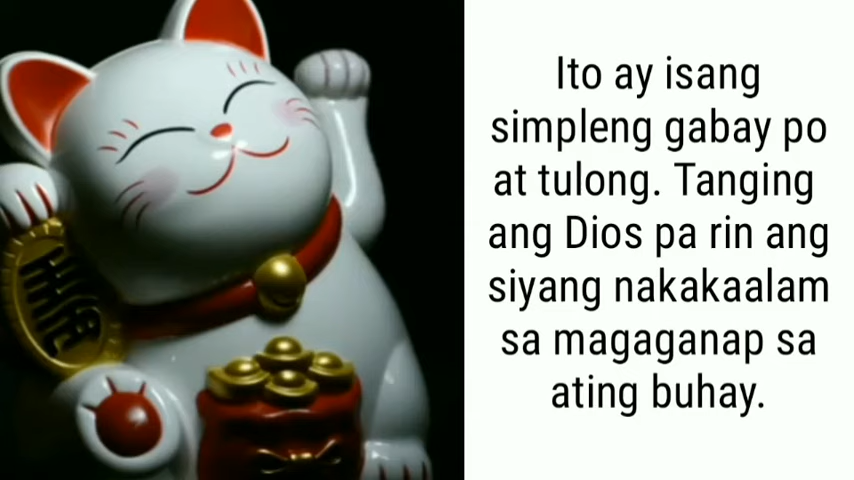 Ito ay isang
simpleng gabay po
at tulong. Tanging
ang Dios pa rin ang
siyang nakakaalam
sa magaganap sa
ating buhay.